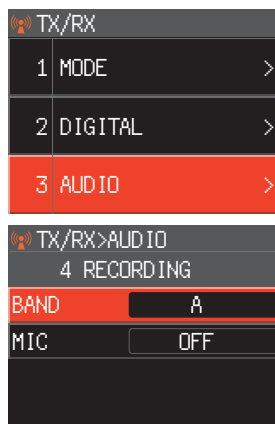 TX/RX
1 MODE >
2 DIGITAL >
3 AUDIO >
TX/RX>AUDIO
4 RECORDING
BAND A
MIC OFF